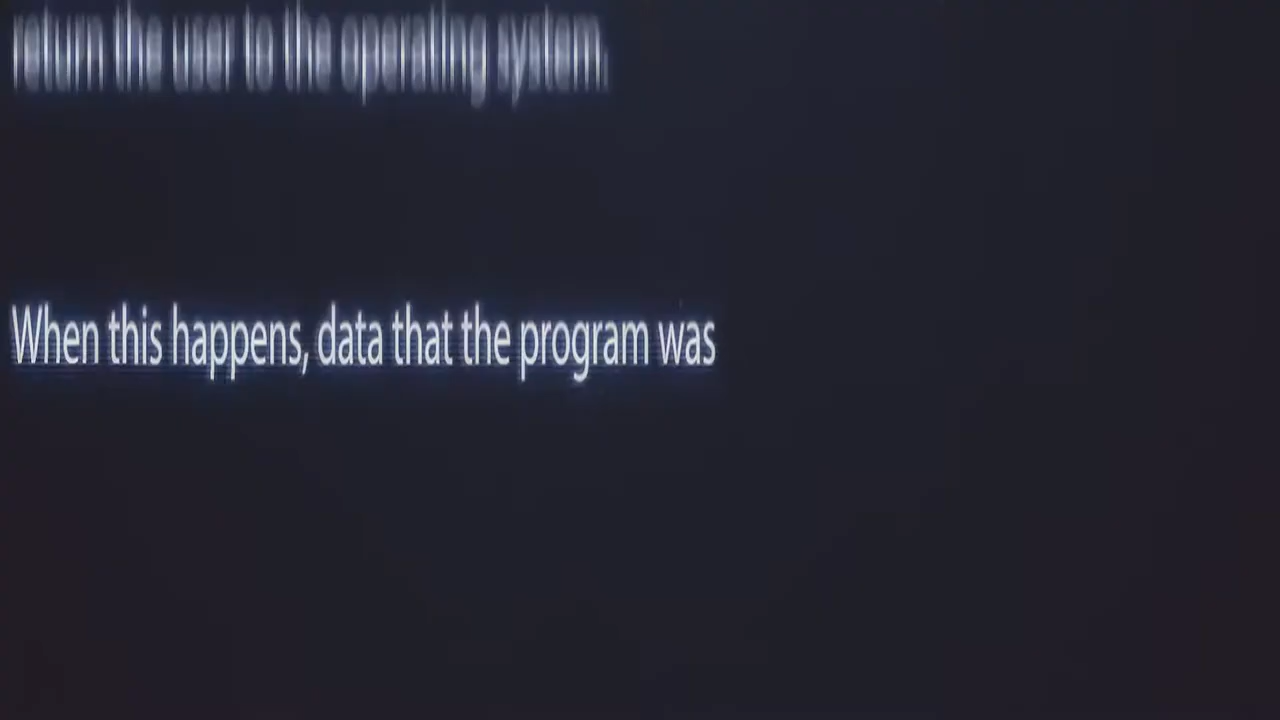 return the user to the operating system.
When this happens, data that the program was